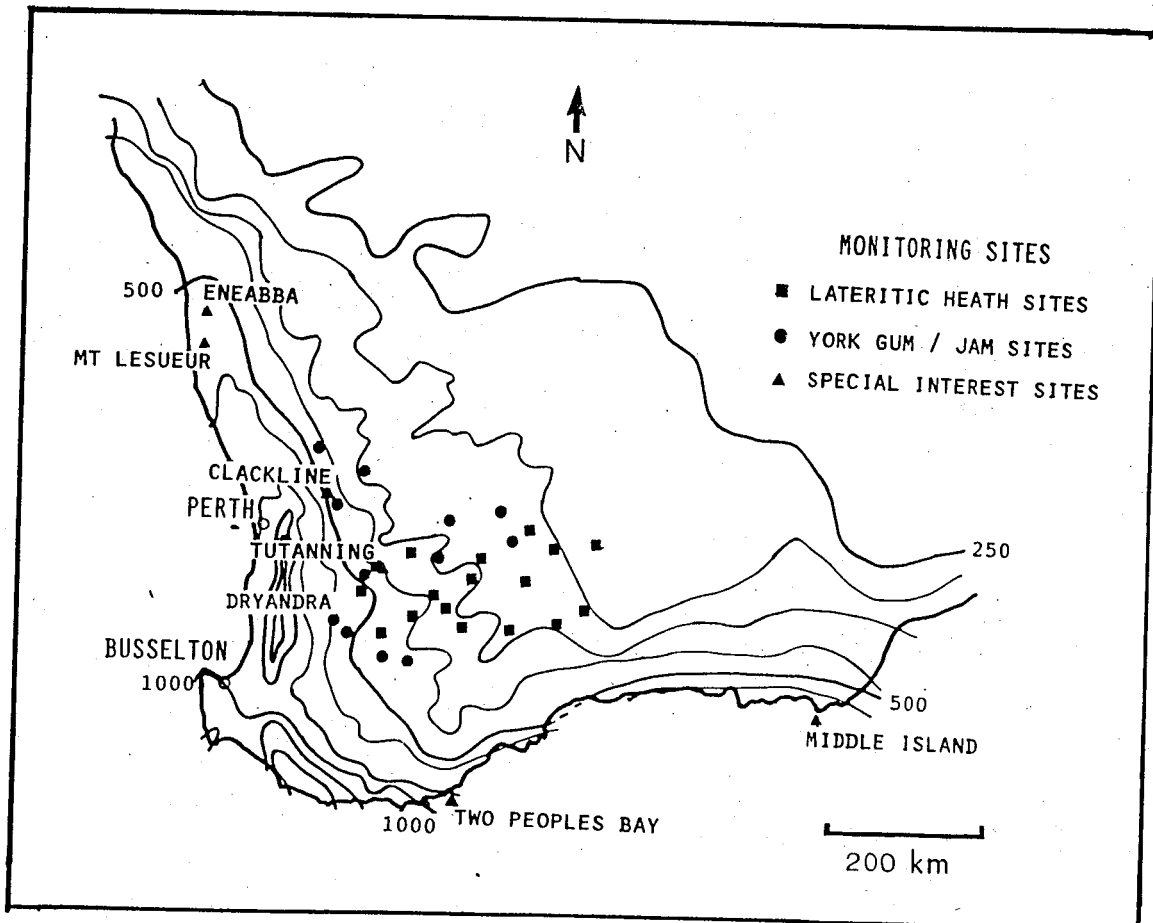 N
MONITORING SITES
LATERITIC HEATH SITES
YORK GUM / JAM SITES
SPECIAL INTEREST SITES
500
ENEABBA
MT LESUEUR
CLACKLINE
PERTH
TUTANNING
DRYANDRA
BUSSELTON
1000
250
500
MIDDLE ISLAND
1000
TWO PEOPLES BAY
200 km